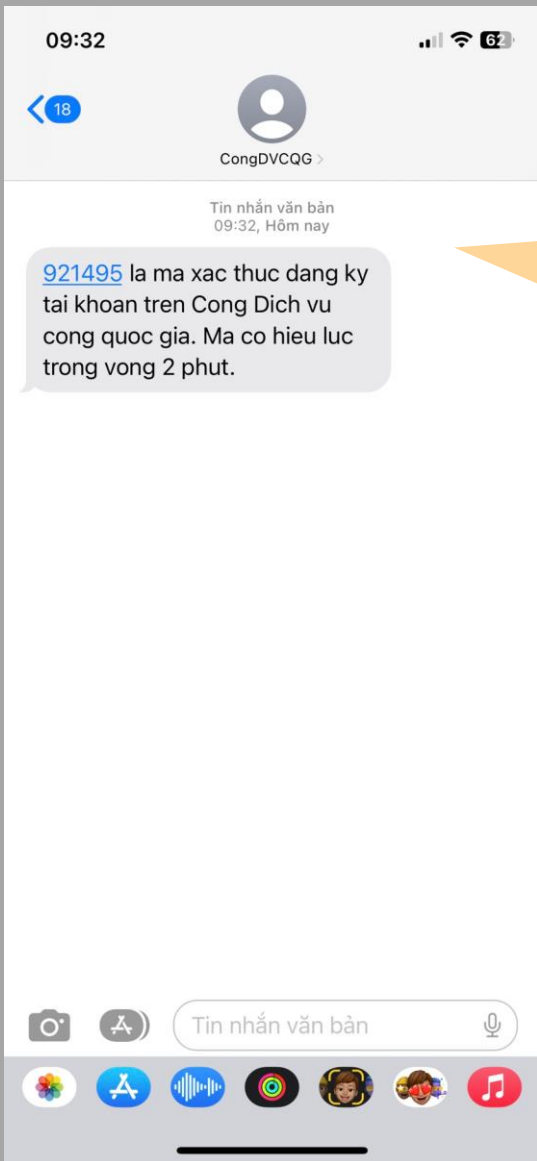 09:32
62
18
CongDVCQG
Tin nhắn văn bản
09:32, Hôm nay
921495 la ma xac thuc dang ky
tai khoan tren Cong Dich vu
cong quoc gia. Ma co hieu luc
trong vong 2 phut.
Tin nhắn văn bản